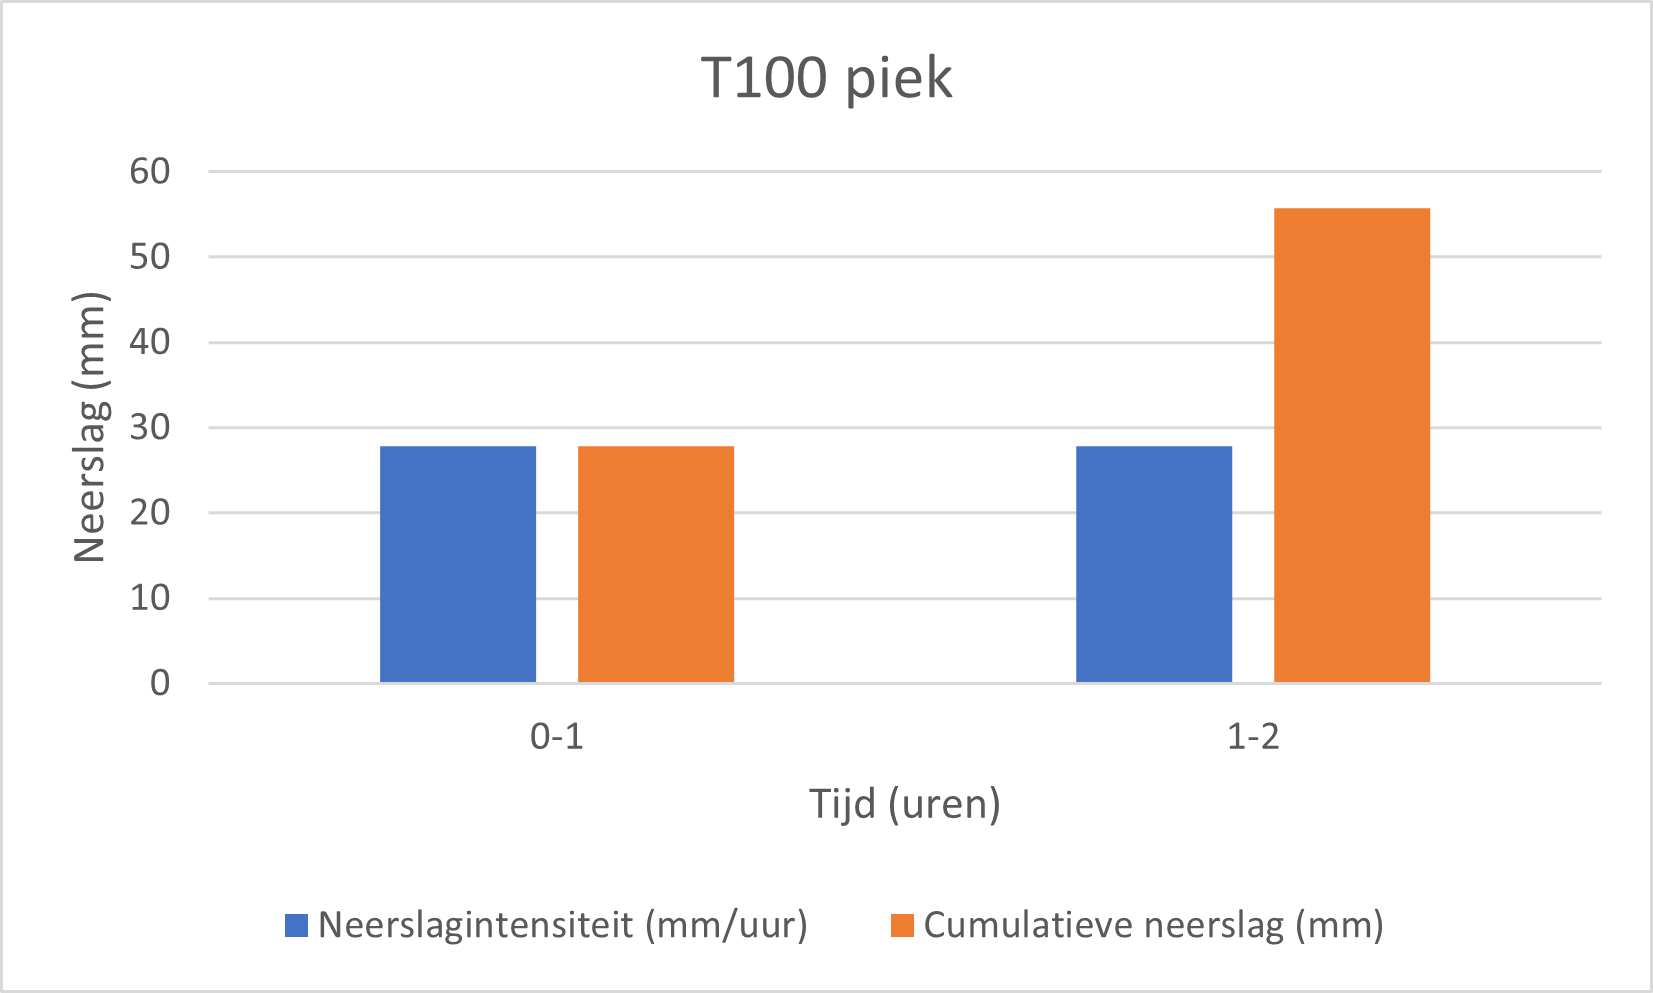 T100 piek
60
50
40
30
20
10
0
Neerslag (mm)
0-1 1-2
Tijd (uren)
Neerslagintensiteit (mm/uur) Cumulatieve neerslag (mm)